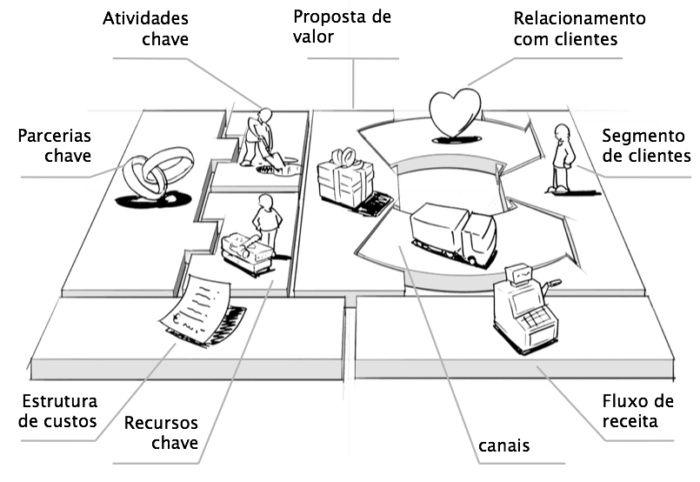 Atividades
chave
Proposta de
valor
Relacionamento
com clientes
Parcerias
chave
Segmento
de clientes
Estrutura
de custos
Recursos
chave
canais
Fluxo de
receita